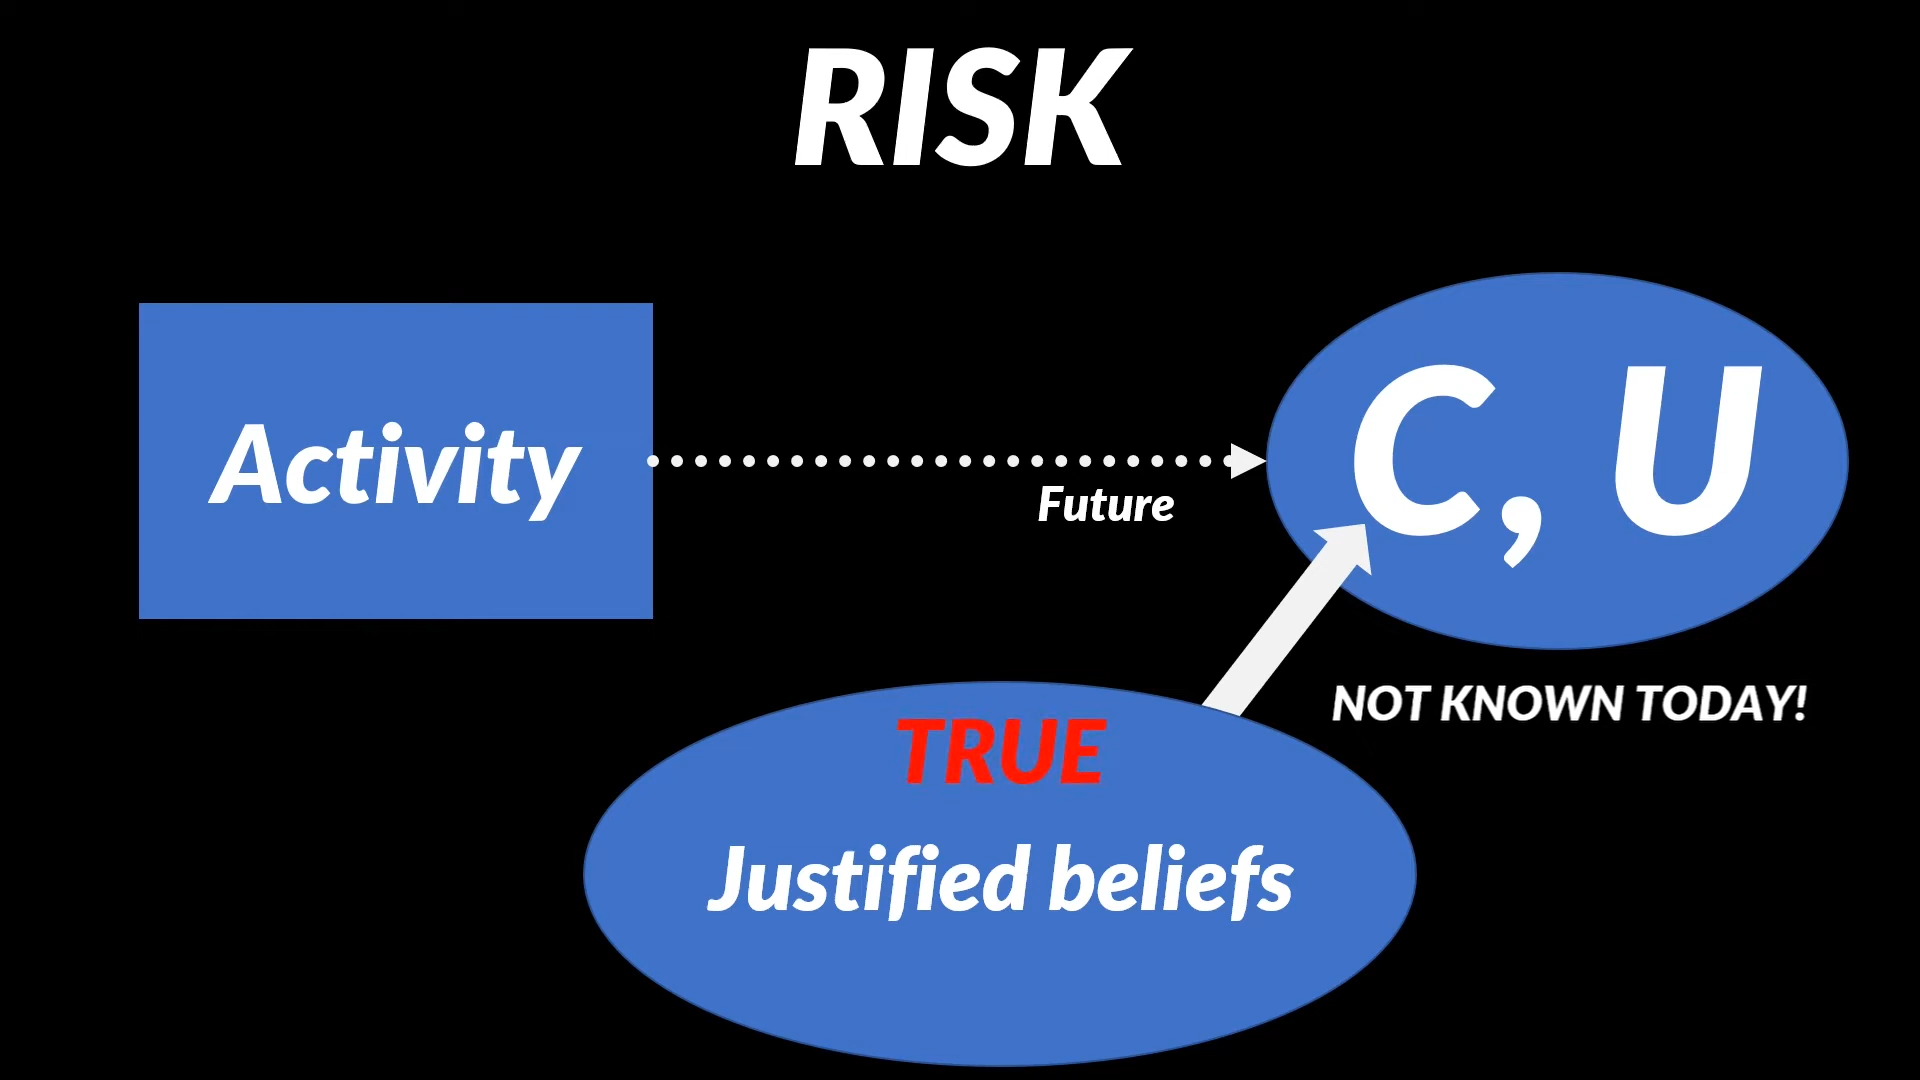 RISK
Activity
Future
C, U
NOT KNOWN TODAY!
TRUE
Justified beliefs